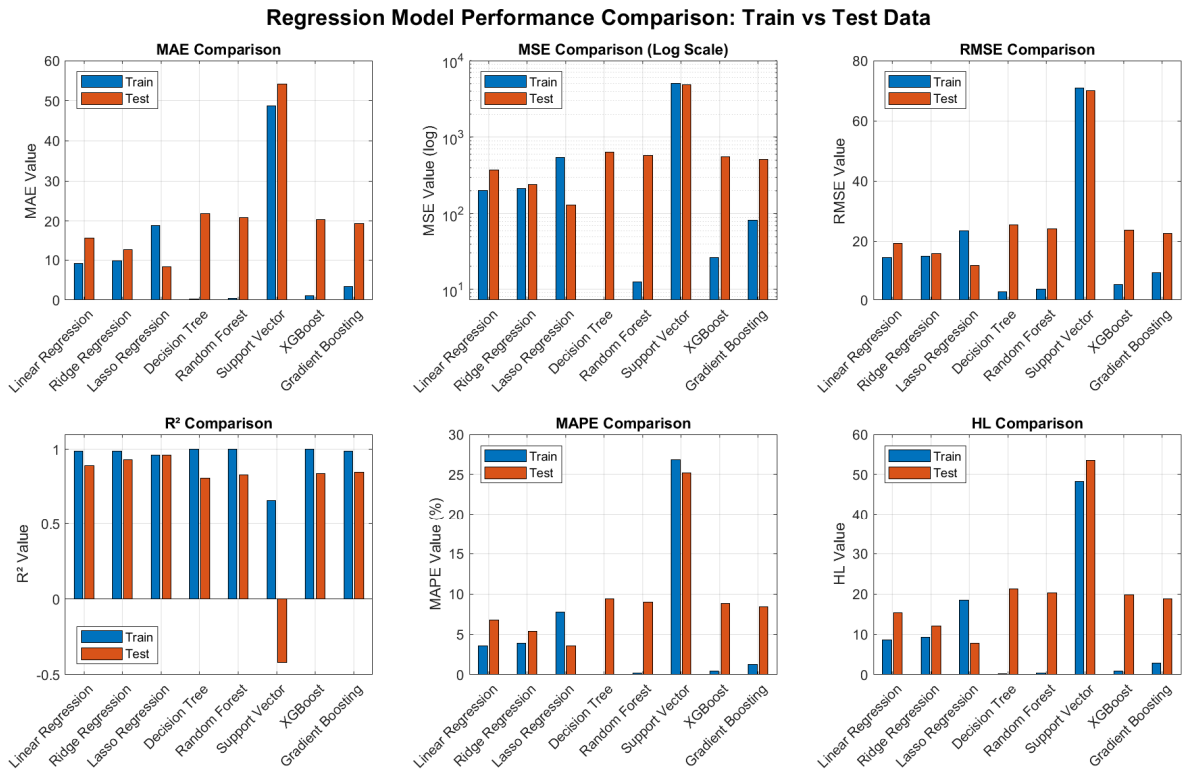 Regression Model Performance Comparison: Train vs Test Data
MAE Comparison
60
50
40
30
20
10
0
MAE Value
Train
Test
Linear Regression
Ridge Regression
Lasso Regression
Decision Tree
Random Forest
Support Vector
XGBoost
Gradient Boosting
MSE Comparison (Log Scale)
10⁴
10³
10²
10¹
MSE Value (log)
Train
Test
Linear Regression
Ridge Regression
Lasso Regression
Decision Tree
Random Forest
Support Vector
XGBoost
Gradient Boosting
RMSE Comparison
80
60
40
20
0
RMSE Value
Train
Test
Linear Regression
Ridge Regression
Lasso Regression
Decision Tree
Random Forest
Support Vector
XGBoost
Gradient Boosting
R² Comparison
1
0.5
0
-0.5
R² Value
Train
Test
Linear Regression
Ridge Regression
Lasso Regression
Decision Tree
Random Forest
Support Vector
XGBoost
Gradient Boosting
MAPE Comparison
30
25
20
15
10
5
0
MAPE Value (%)
Train
Test
Linear Regression
Ridge Regression
Lasso Regression
Decision Tree
Random Forest
Support Vector
XGBoost
Gradient Boosting
HL Comparison
60
50
40
30
20
10
0
HL Value
Train
Test
Linear Regression
Ridge Regression
Lasso Regression
Decision Tree
Random Forest
Support Vector
XGBoost
Gradient Boosting